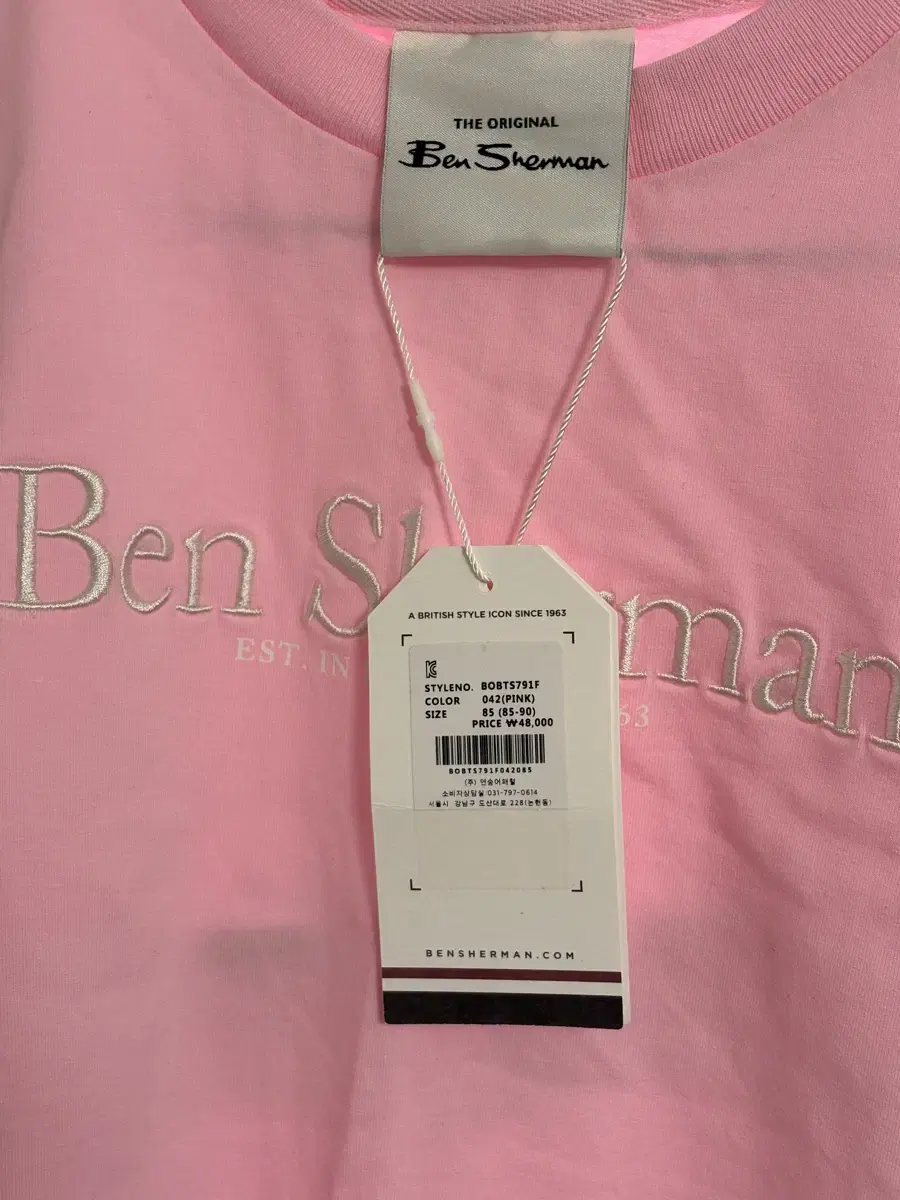 THE ORIGINAL
Ben Sherman
Ben Sherman
EST. IN
63
A BRITISH STYLE ICON SINCE 1963
STYLENO. BOBTS791F
COLOR 042(PINK)
SIZE 85 (85-90)
PRICE ₩48,000
BOBTS791F042085
(주) 연승어패럴
소비자상담실:031-797-0614
서울시 강남구 도산대로 228(논현동)
BENSHERMAN.COM